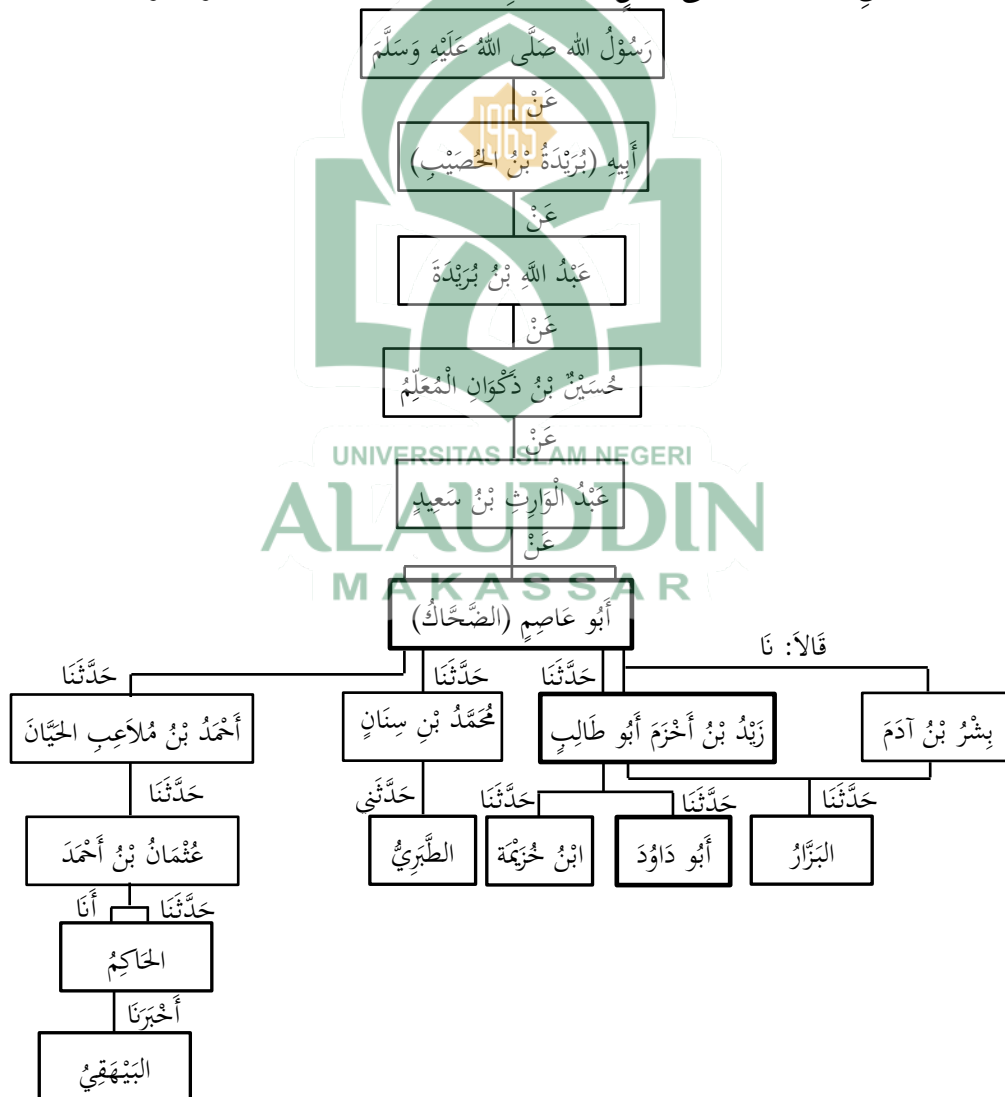 رَسُوْلُ الله صَلَّى اللهُ عَلَيْهِ وَسَلَّمَ
عَنْ
1965
أَبِيهِ (بُرَيْدَةُ بْنُ الحُصَيْبِ)
عَنْ
عَبْدُ اللَّهِ بْنُ بُرَيْدَةَ
عَنْ
حُسَيْنٌ بْنُ ذَكْوَانِ الْمُعَلِّمُ
عَنْ
UNIVERSITAS ISLAM NEGERI
عَبْدُ الْوَارِثِ بْنُ سَعِيدٍ
ALAUDDIN
عَنْ
MAKASSAR
أَبُو عَاصِمٍ (الضَّحَّاكُ)
قَالاَ: نَا
حَدَّثَنَا
حَدَّثَنَا
حَدَّثَنَا
بِشْرُ بْنُ آدَمَ
زَيْدُ بْنُ أَخْزَمَ أَبُو طَالِبٍ
مُحَمَّدُ بْنِ سِنَانٍ
أَحْمَدُ بْنُ مُلاَعِبِ الحَيَّانَ
حَدَّثَنَا
حَدَّثَنَا
حَدَّثَنَا
حَدَّثَنِي
حَدَّثَنَا
البَزَّارُ
أَبُو دَاوُدَ
ابْنُ خُزَيْمَة
الطَّبَرِيُّ
عُثْمَانُ بْنُ أَحْمَدَ
حَدَّثَنَا
أَنَا
الحَاكِمُ
أَخْبَرَنَا
البَيْهَقِيُ